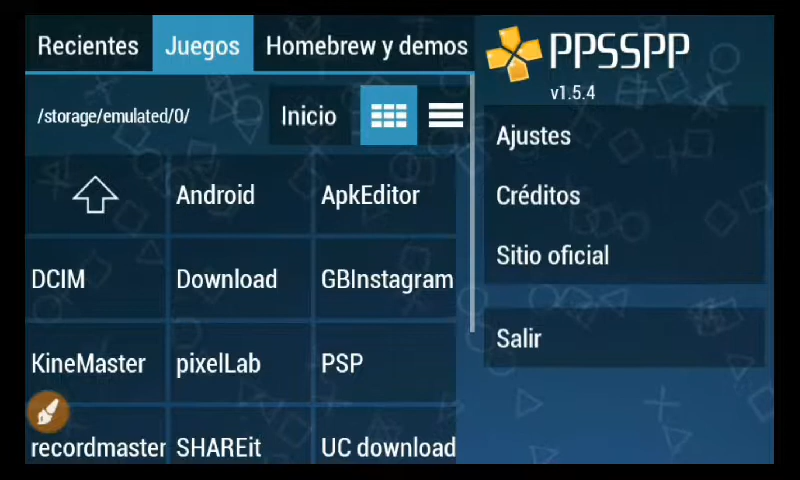 Recientes Juegos Homebrew y demos
/storage/emulated/0/ Inicio
Android ApkEditor
DCIM Download GBInstagram
KineMaster pixelLab PSP
recordmaster SHAREit UC download
PPSSPP
v1.5.4
Ajustes
Créditos
Sitio oficial
Salir